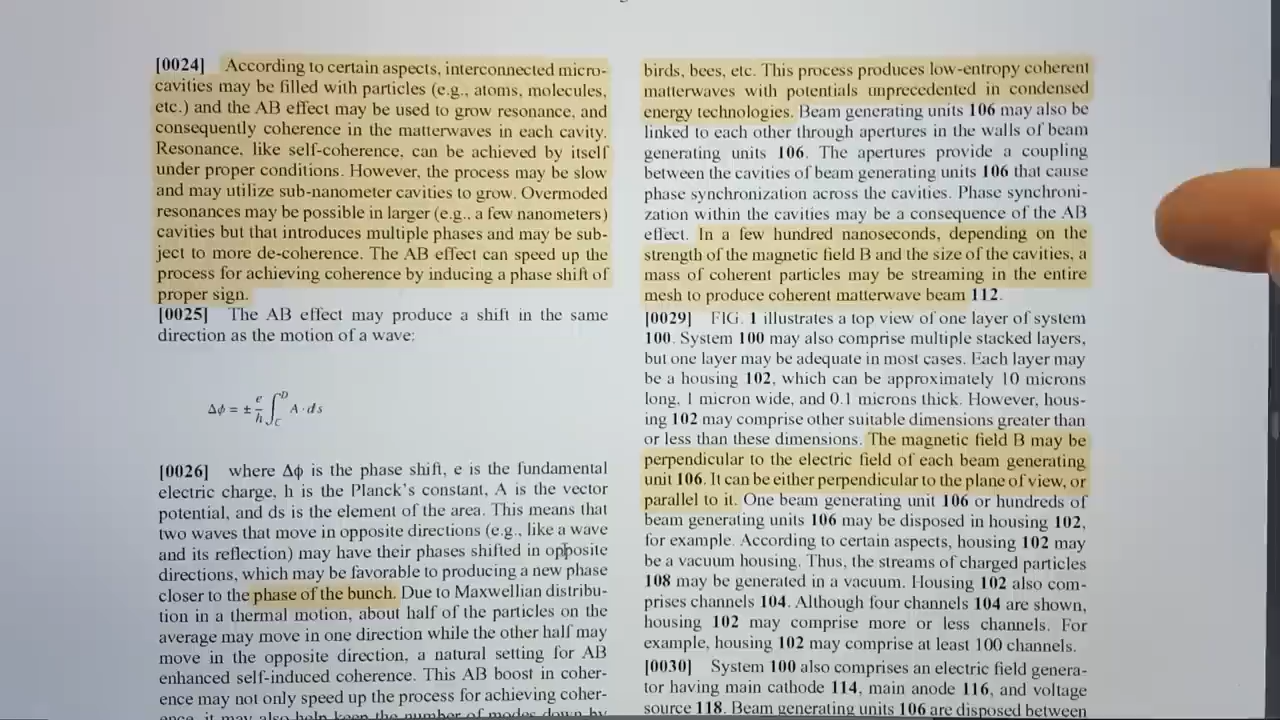 [0024] According to certain aspects, interconnected micro-
cavities may be filled with particles (e.g., atoms, molecules,
etc.) and the AB effect may be used to grow resonance, and
consequently coherence in the matterwaves in each cavity.
Resonance, like self-coherence, can be achieved by itself
under proper conditions. However, the process may be slow
and may utilize sub-nanometer cavities to grow. Overmoded
resonances may be possible in larger (e.g., a few nanometers)
cavities but that introduces multiple phases and may be sub-
ject to more de-coherence. The AB effect can speed up the
process for achieving coherence by inducing a phase shift of
proper sign.
[0025] The AB effect may produce a shift in the same
direction as the motion of a wave:
Δϕ = ± e/h ∫_C^D A · ds
[0026] where Δϕ is the phase shift, e is the fundamental
electric charge, h is the Planck's constant, A is the vector
potential, and ds is the element of the area. This means that
two waves that move in opposite directions (e.g., like a wave
and its reflection) may have their phases shifted in opposite
directions, which may be favorable to producing a new phase
closer to the phase of the bunch. Due to Maxwellian distribu-
tion in a thermal motion, about half of the particles on the
average may move in one direction while the other half may
move in the opposite direction, a natural setting for AB
enhanced self-induced coherence. This AB boost in coher-
ence may not only speed up the process for achieving coher-
ence, it may also help keep the number of modes down by
birds, bees, etc. This process produces low-entropy coherent
matterwaves with potentials unprecedented in condensed
energy technologies. Beam generating units 106 may also be
linked to each other through apertures in the walls of beam
generating units 106. The apertures provide a coupling
between the cavities of beam generating units 106 that cause
phase synchronization across the cavities. Phase synchroni-
zation within the cavities may be a consequence of the AB
effect. In a few hundred nanoseconds, depending on the
strength of the magnetic field B and the size of the cavities, a
mass of coherent particles may be streaming in the entire
mesh to produce coherent matterwave beam 112.
[0029] FIG. 1 illustrates a top view of one layer of system
100. System 100 may also comprise multiple stacked layers,
but one layer may be adequate in most cases. Each layer may
be a housing 102, which can be approximately 10 microns
long, 1 micron wide, and 0.1 microns thick. However, hous-
ing 102 may comprise other suitable dimensions greater than
or less than these dimensions. The magnetic field B may be
perpendicular to the electric field of each beam generating
unit 106. It can be either perpendicular to the plane of view, or
parallel to it. One beam generating unit 106 or hundreds of
beam generating units 106 may be disposed in housing 102,
for example. According to certain aspects, housing 102 may
be a vacuum housing. Thus, the streams of charged particles
108 may be generated in a vacuum. Housing 102 also com-
prises channels 104. Although four channels 104 are shown,
housing 102 may comprise more or less channels. For
example, housing 102 may comprise at least 100 channels.
[0030] System 100 also comprises an electric field genera-
tor having main cathode 114, main anode 116, and voltage
source 118. Beam generating units 106 are disposed between